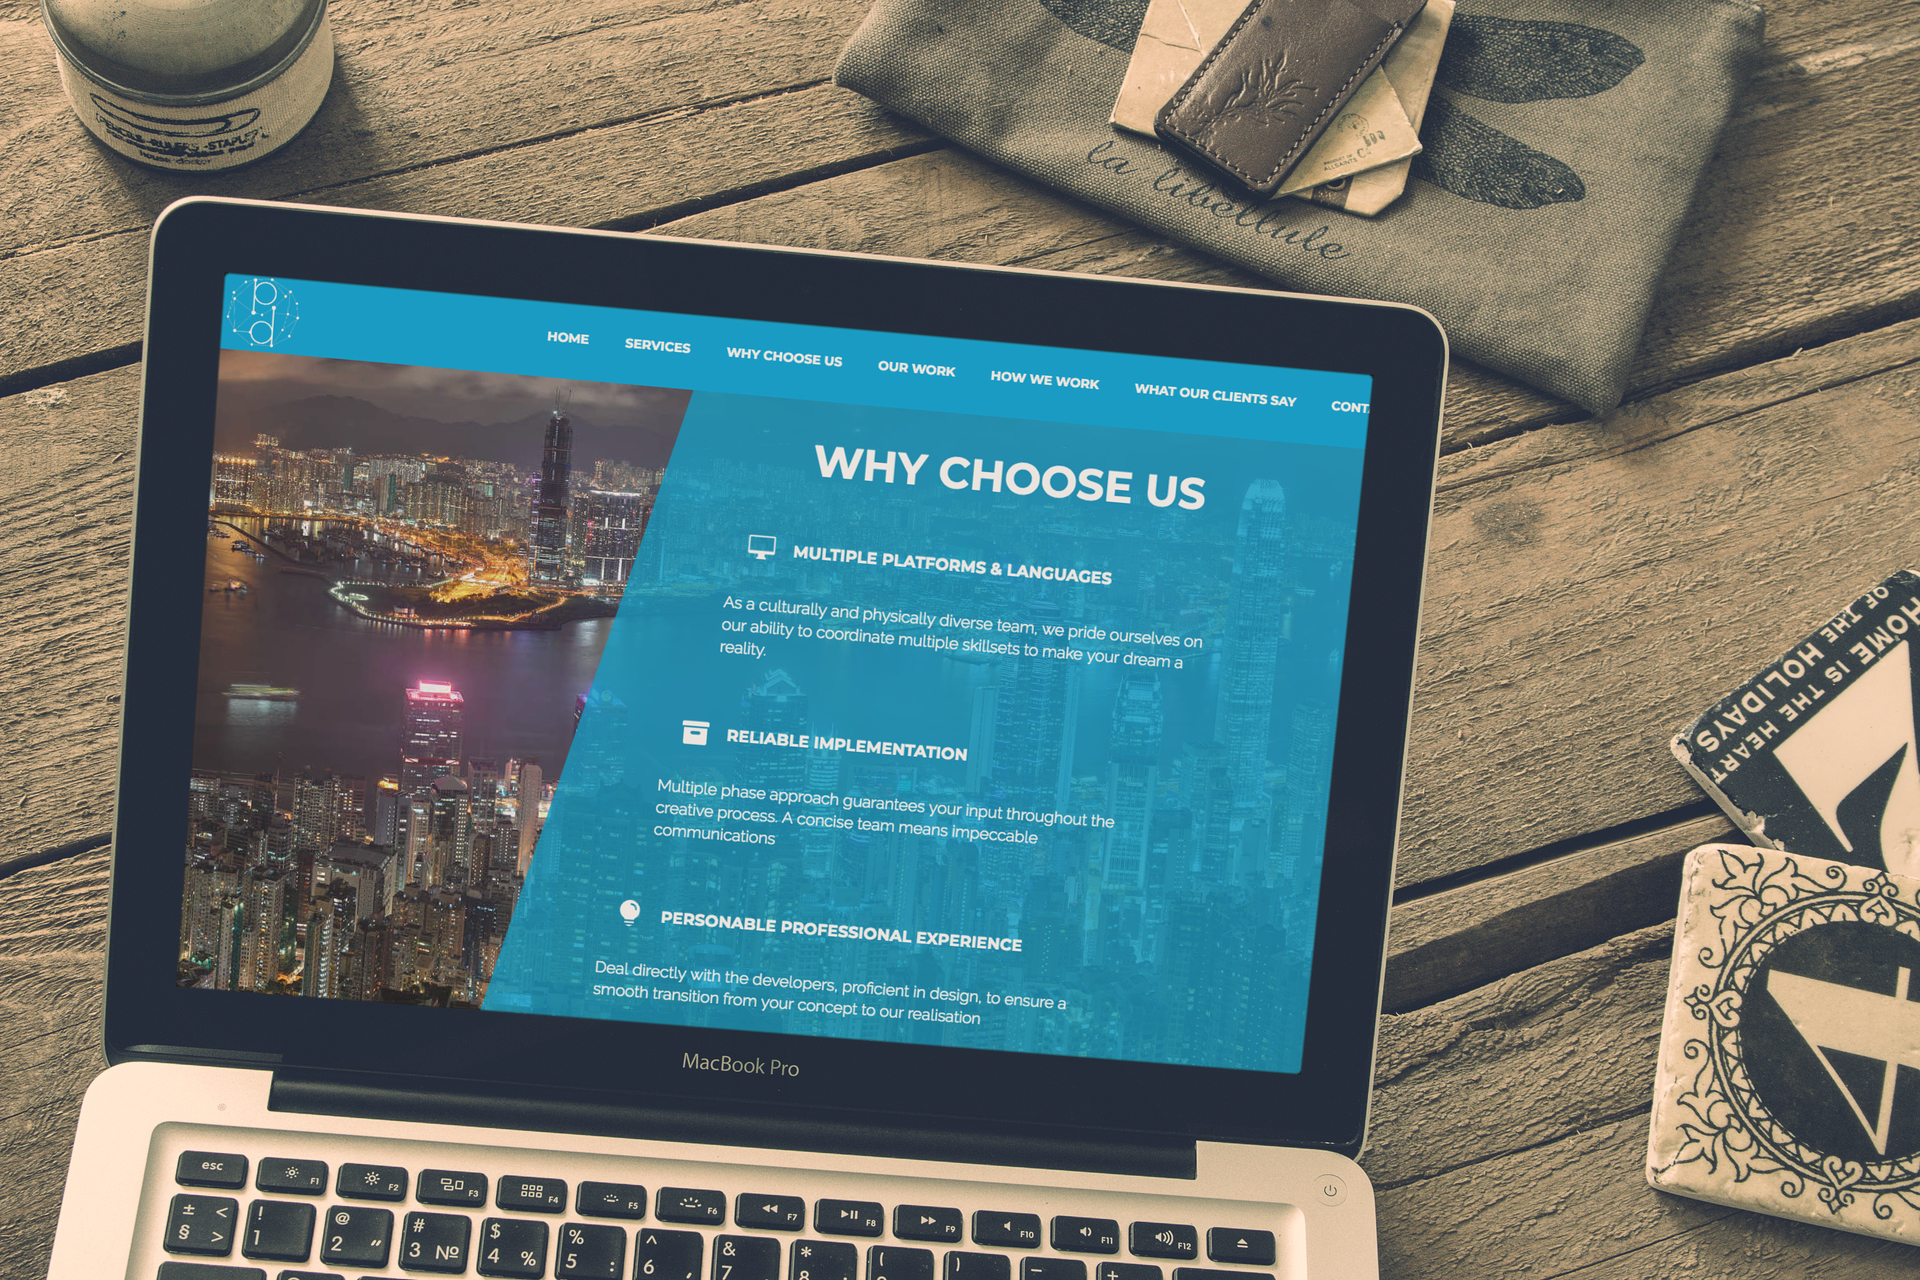 PENCILS-RULERS-STAPLE
house doctor
la libellule
HOME SERVICES WHY CHOOSE US OUR WORK HOW WE WORK WHAT OUR CLIENTS SAY CONT
WHY CHOOSE US
MULTIPLE PLATFORMS & LANGUAGES
As a culturally and physically diverse team, we pride ourselves on
our ability to coordinate multiple skillsets to make your dream a
reality.
RELIABLE IMPLEMENTATION
Multiple phase approach guarantees your input throughout the
creative process. A concise team means impeccable
communications
PERSONABLE PROFESSIONAL EXPERIENCE
Deal directly with the developers, proficient in design, to ensure a
smooth transition from your concept to our realisation
MacBook Pro
HOME IS THE HEART
OF THE HOLIDAYS
esc F1 F2 F3 F4 F5 F6 F7 F8 F9 F10 F11 F12
± < ! @ # $ % ^ & * ( ) − +
§ > 1 2 " 3 № 4 % 5 : 6 , 7 8